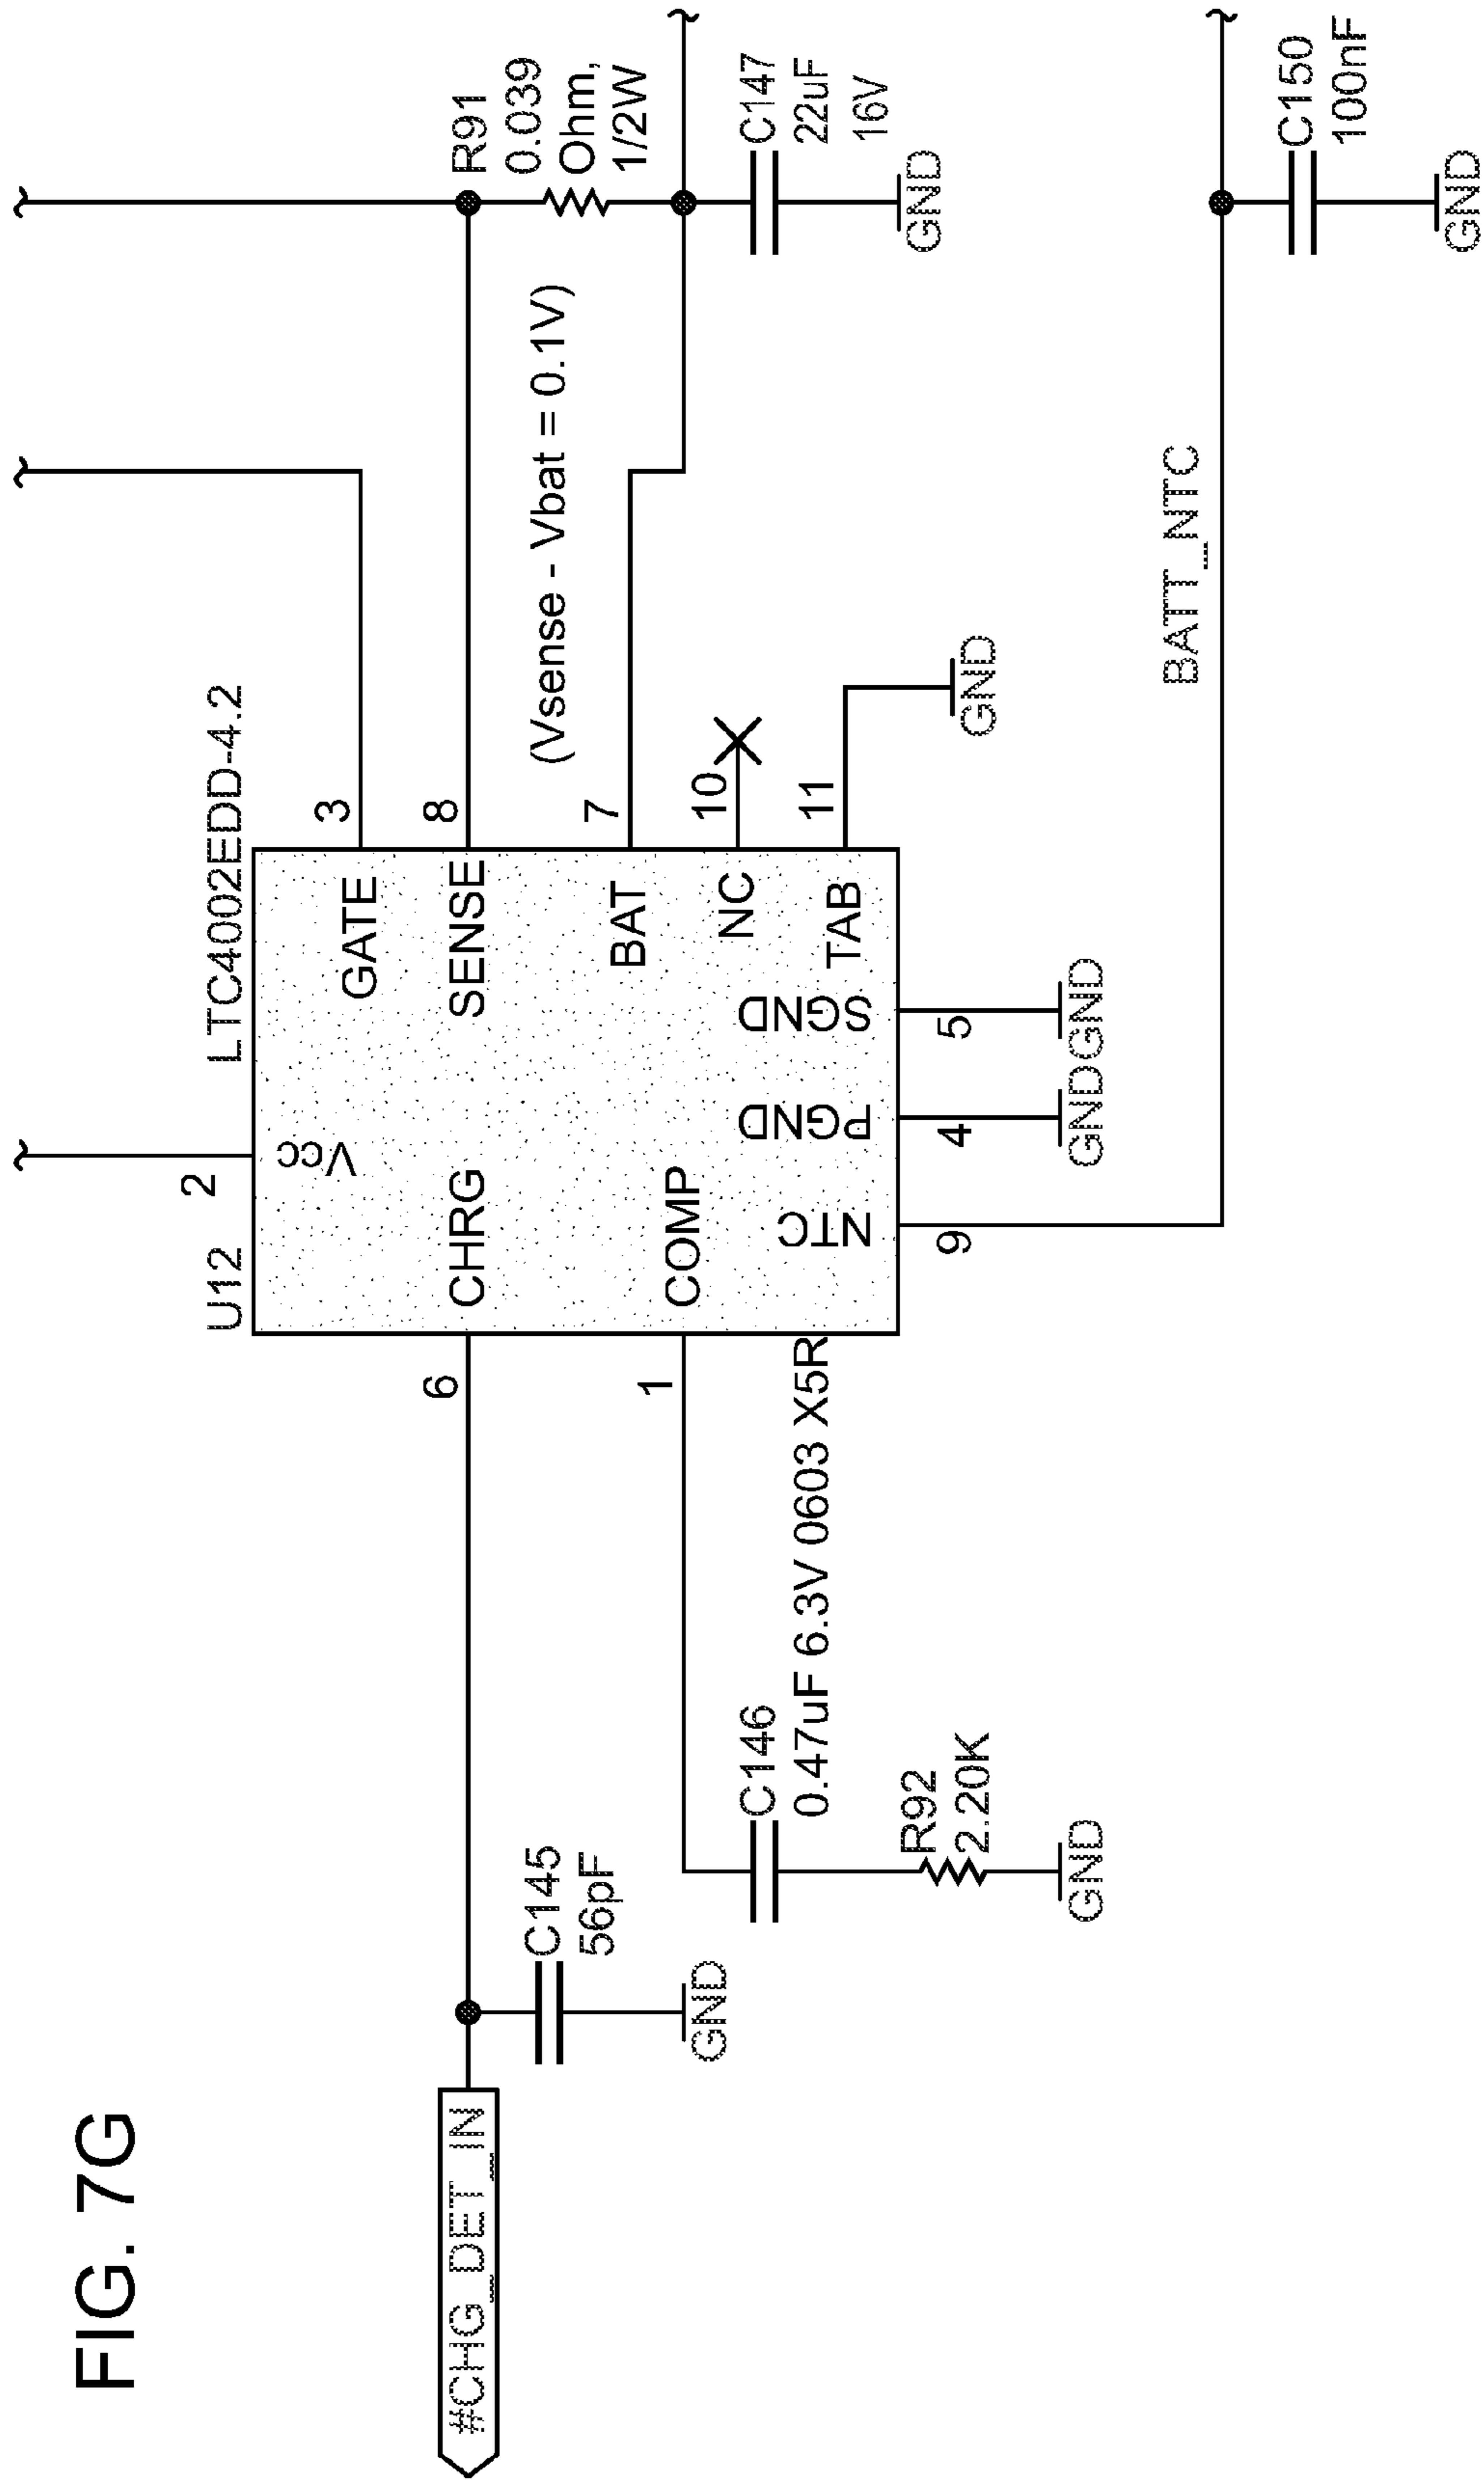 FIG. 7G
U12
LTC4002EDD-4.2
2
Vcc
3
GATE
8
SENSE
(Vsense - Vbat = 0.1V)
7
BAT
10
NC
11
TAB
GND
6
CHRG
1
COMP
NTC
9
PGND
4
GND
SGND
5
GND
#CHG_DET_IN
C145
56pF
GND
C146
0.47uF 6.3V 0603 X5R
R92
2.20K
GND
R91
0.039
Ohm,
1/2W
C147
22uF
16V
GND
BATT_NTC
C150
100nF
GND